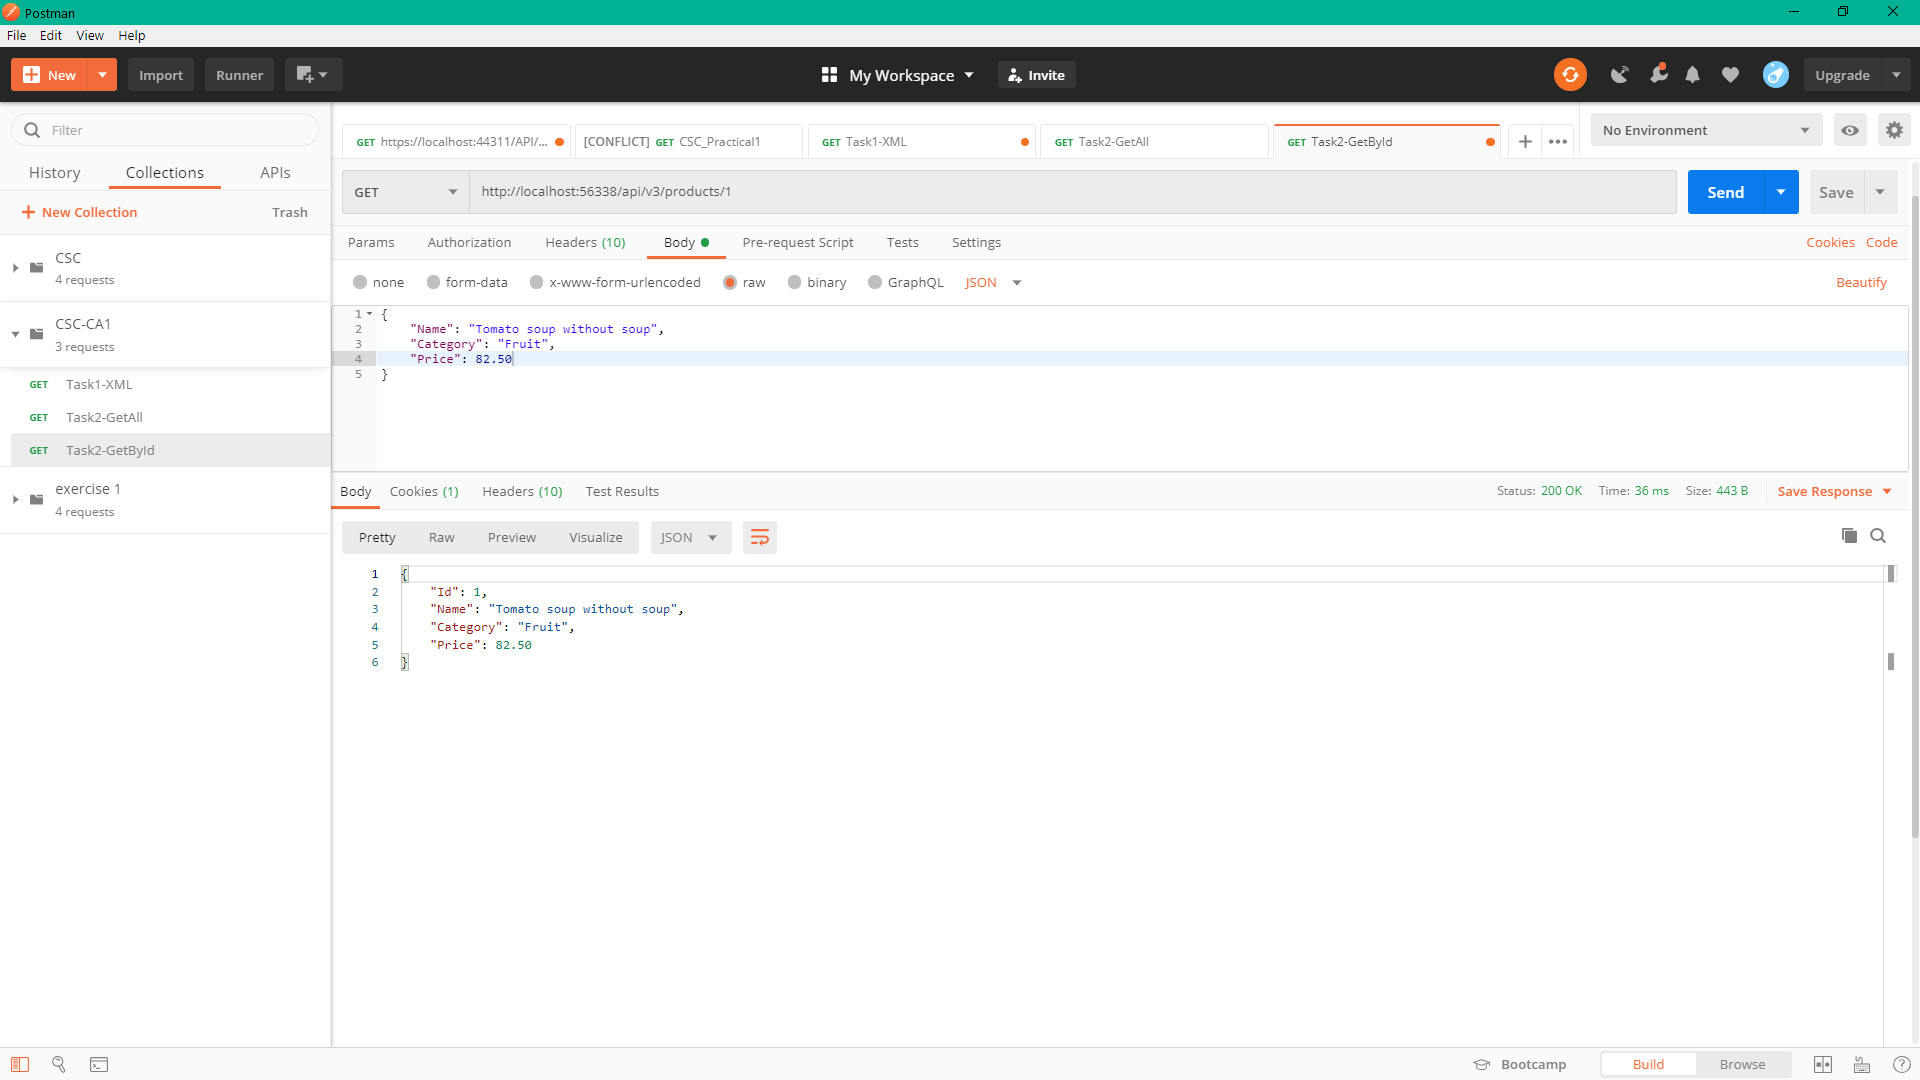 Postman
File Edit View Help
New Import Runner My Workspace Invite Upgrade
Filter
GET https://localhost:44311/API/... [CONFLICT] GET CSC_Practical1 GET Task1-XML GET Task2-GetAll GET Task2-GetById No Environment
History Collections APIs
New Collection Trash
CSC
4 requests
CSC-CA1
3 requests
GET Task1-XML
GET Task2-GetAll
GET Task2-GetById
exercise 1
4 requests
GET http://localhost:56338/api/v3/products/1 Send Save
Params Authorization Headers (10) Body Pre-request Script Tests Settings Cookies Code
none form-data x-www-form-urlencoded raw binary GraphQL JSON Beautify
1 {
2 "Name": "Tomato soup without soup",
3 "Category": "Fruit",
4 "Price": 82.50
5 }
Body Cookies (1) Headers (10) Test Results Status: 200 OK Time: 36 ms Size: 443 B Save Response
Pretty Raw Preview Visualize JSON
1 {
2 "Id": 1,
3 "Name": "Tomato soup without soup",
4 "Category": "Fruit",
5 "Price": 82.50
6 }
Bootcamp Build Browse